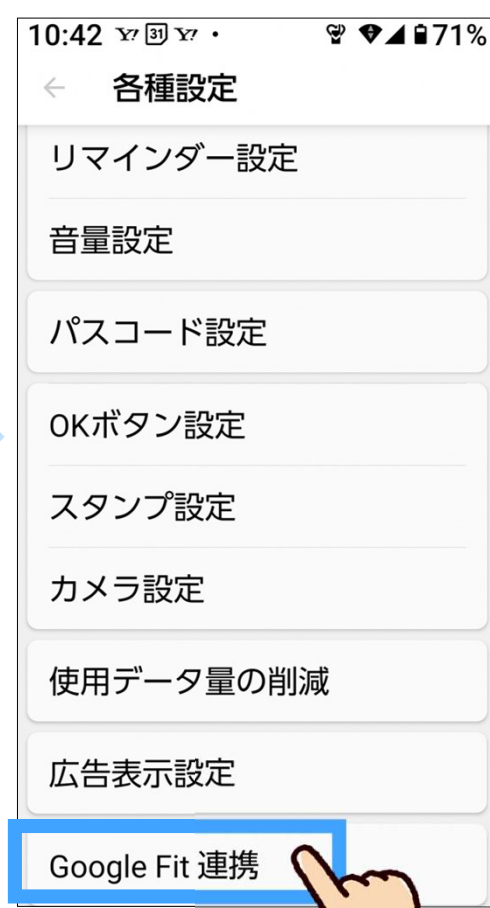 10:42 Y! 31 Y! • 71%
← 各種設定
リマインダー設定
音量設定
パスコード設定
OKボタン設定
スタンプ設定
カメラ設定
使用データ量の削減
広告表示設定
Google Fit 連携